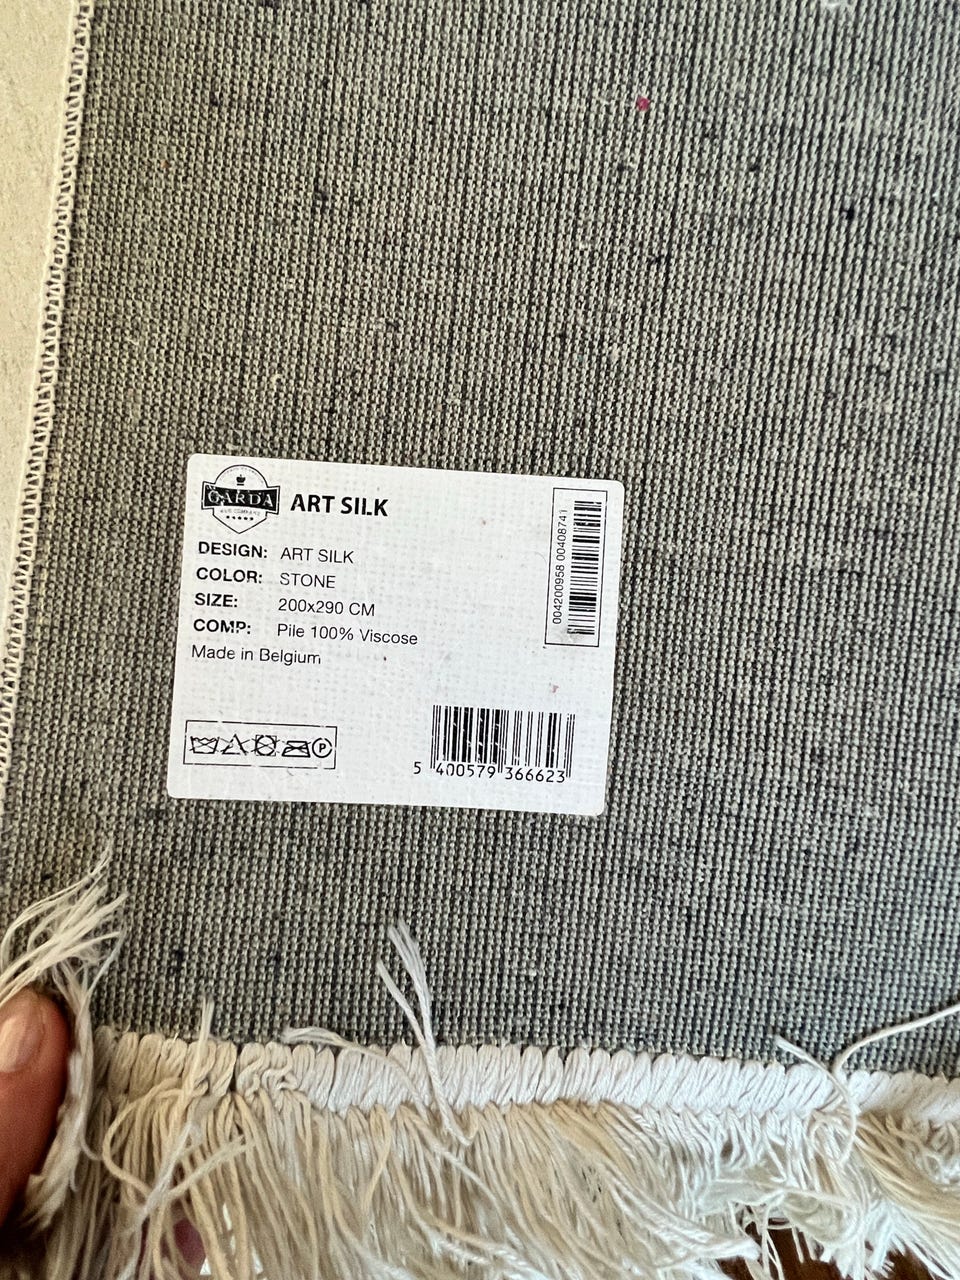 GARDA
ART SILK
DESIGN: ART SILK
COLOR: STONE
SIZE: 200x290 CM
COMP: Pile 100% Viscose
Made in Belgium
004200958 00408741
P
5 400579 366623